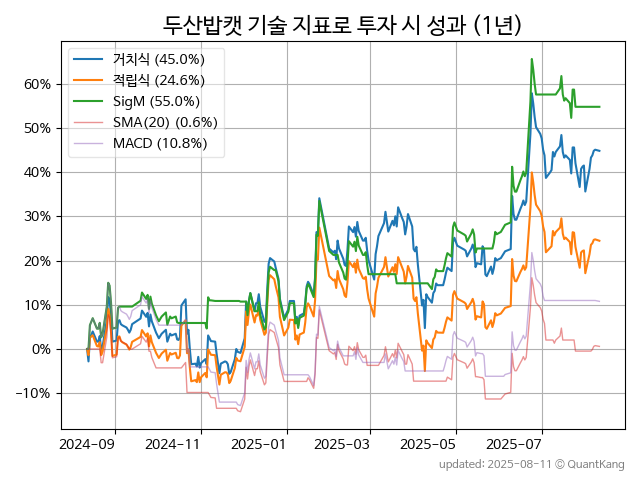 두산밥캣 기술 지표로 투자 시 성과 (1년)
거치식 (45.0%)
적립식 (24.6%)
SigM (55.0%)
SMA(20) (0.6%)
MACD (10.8%)
60%
50%
40%
30%
20%
10%
0%
−10%
2024-09 2024-11 2025-01 2025-03 2025-05 2025-07
updated: 2025-08-11 © QuantKang